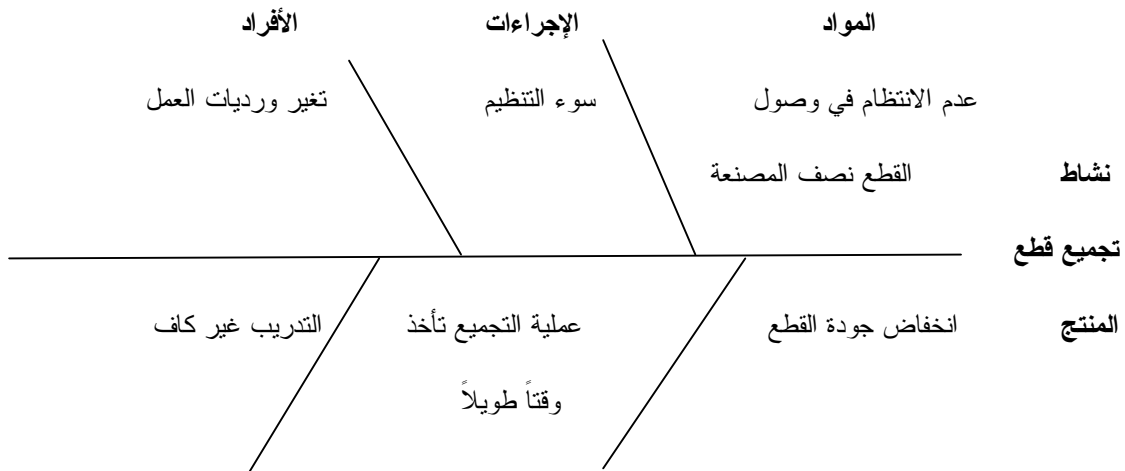 المواد
الإجراءات
الأفراد
عدم الانتظام في وصول
القطع نصف المصنعة
سوء التنظيم
تغير ورديات العمل
نشاط
تجميع قطع
المنتج
انخفاض جودة القطع
عملية التجميع تأخذ
وقتاً طويلاً
التدريب غير كاف